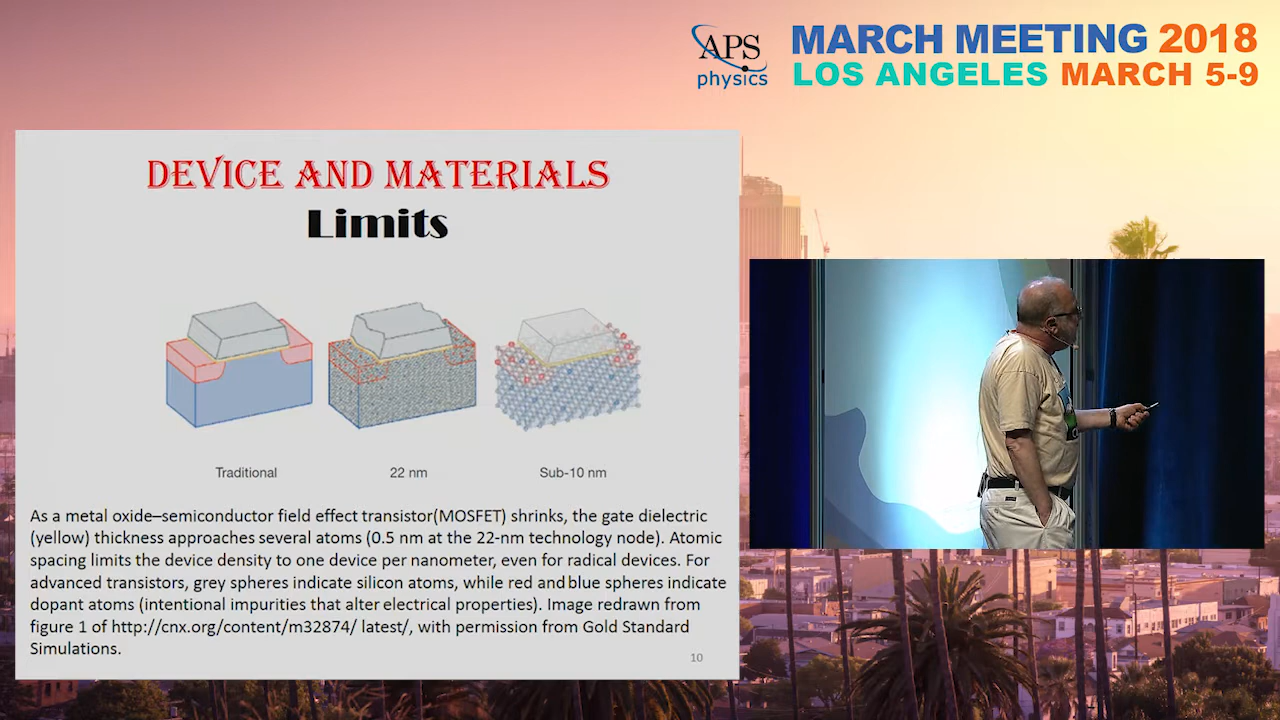 APS
physics
MARCH MEETING 2018
LOS ANGELES MARCH 5-9
DEVICE AND MATERIALS
Limits
Traditional
22 nm
Sub-10 nm
As a metal oxide–semiconductor field effect transistor(MOSFET) shrinks, the gate dielectric
(yellow) thickness approaches several atoms (0.5 nm at the 22-nm technology node). Atomic
spacing limits the device density to one device per nanometer, even for radical devices. For
advanced transistors, grey spheres indicate silicon atoms, while red and blue spheres indicate
dopant atoms (intentional impurities that alter electrical properties). Image redrawn from
figure 1 of http://cnx.org/content/m32874/ latest/, with permission from Gold Standard
Simulations.
10